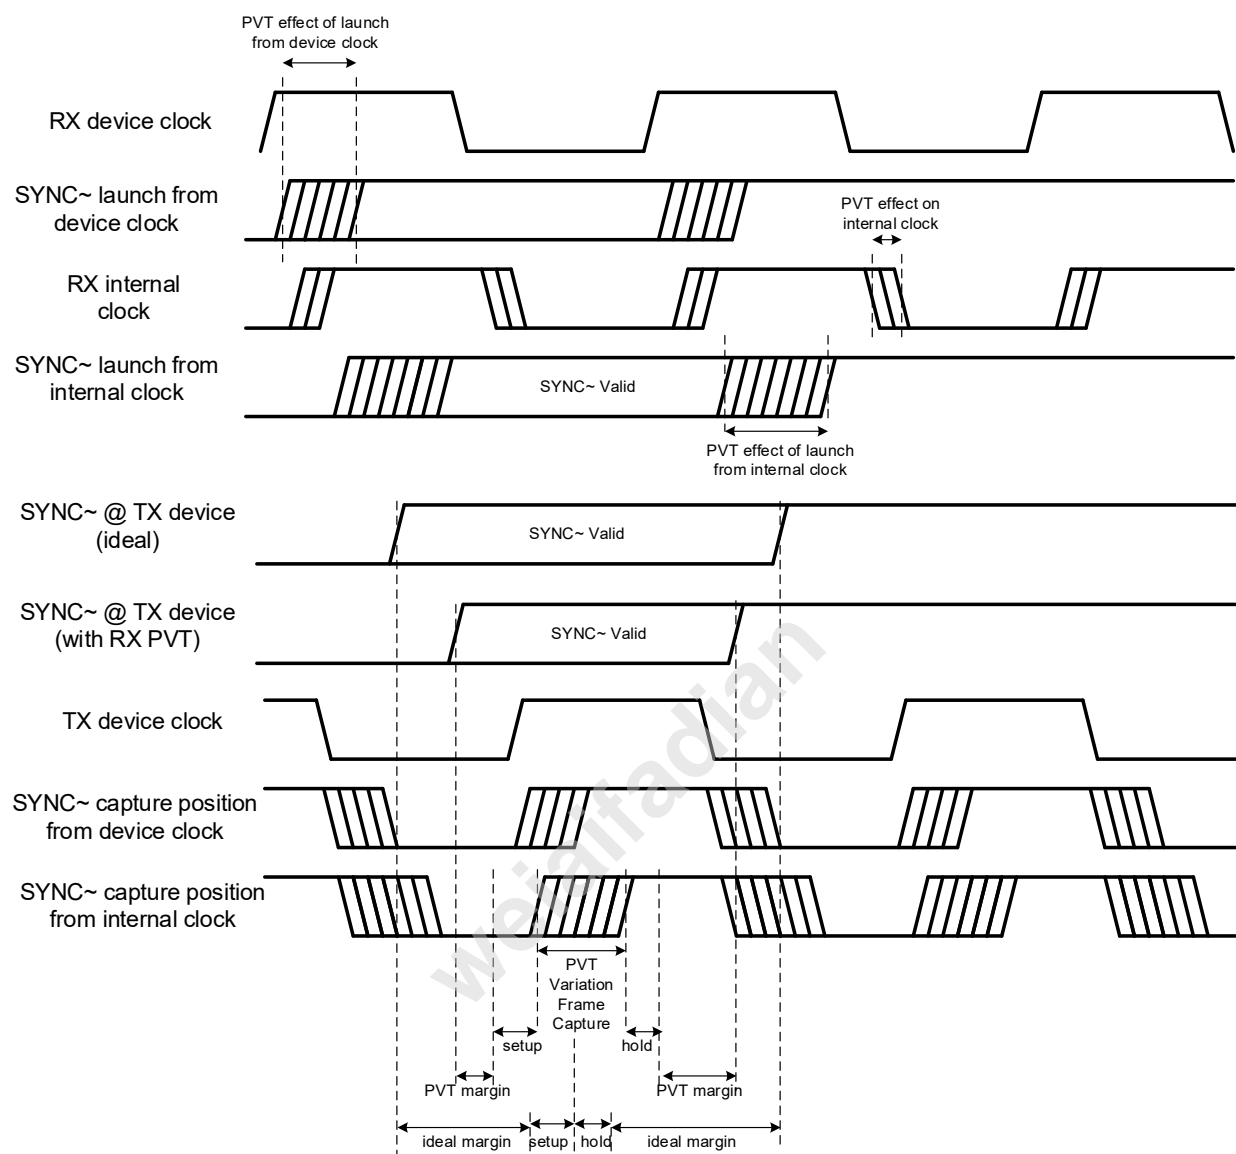 PVT effect of launch
from device clock
RX device clock
SYNC~ launch from
device clock
PVT effect on
internal clock
RX internal
clock
SYNC~ launch from
internal clock
SYNC~ Valid
PVT effect of launch
from internal clock
SYNC~ @ TX device
(ideal)
SYNC~ Valid
SYNC~ @ TX device
(with RX PVT)
SYNC~ Valid
TX device clock
SYNC~ capture position
from device clock
SYNC~ capture position
from internal clock
PVT
Variation
Frame
Capture
setup
hold
PVT margin
PVT margin
ideal margin
setup
hold
ideal margin
weiaifadian